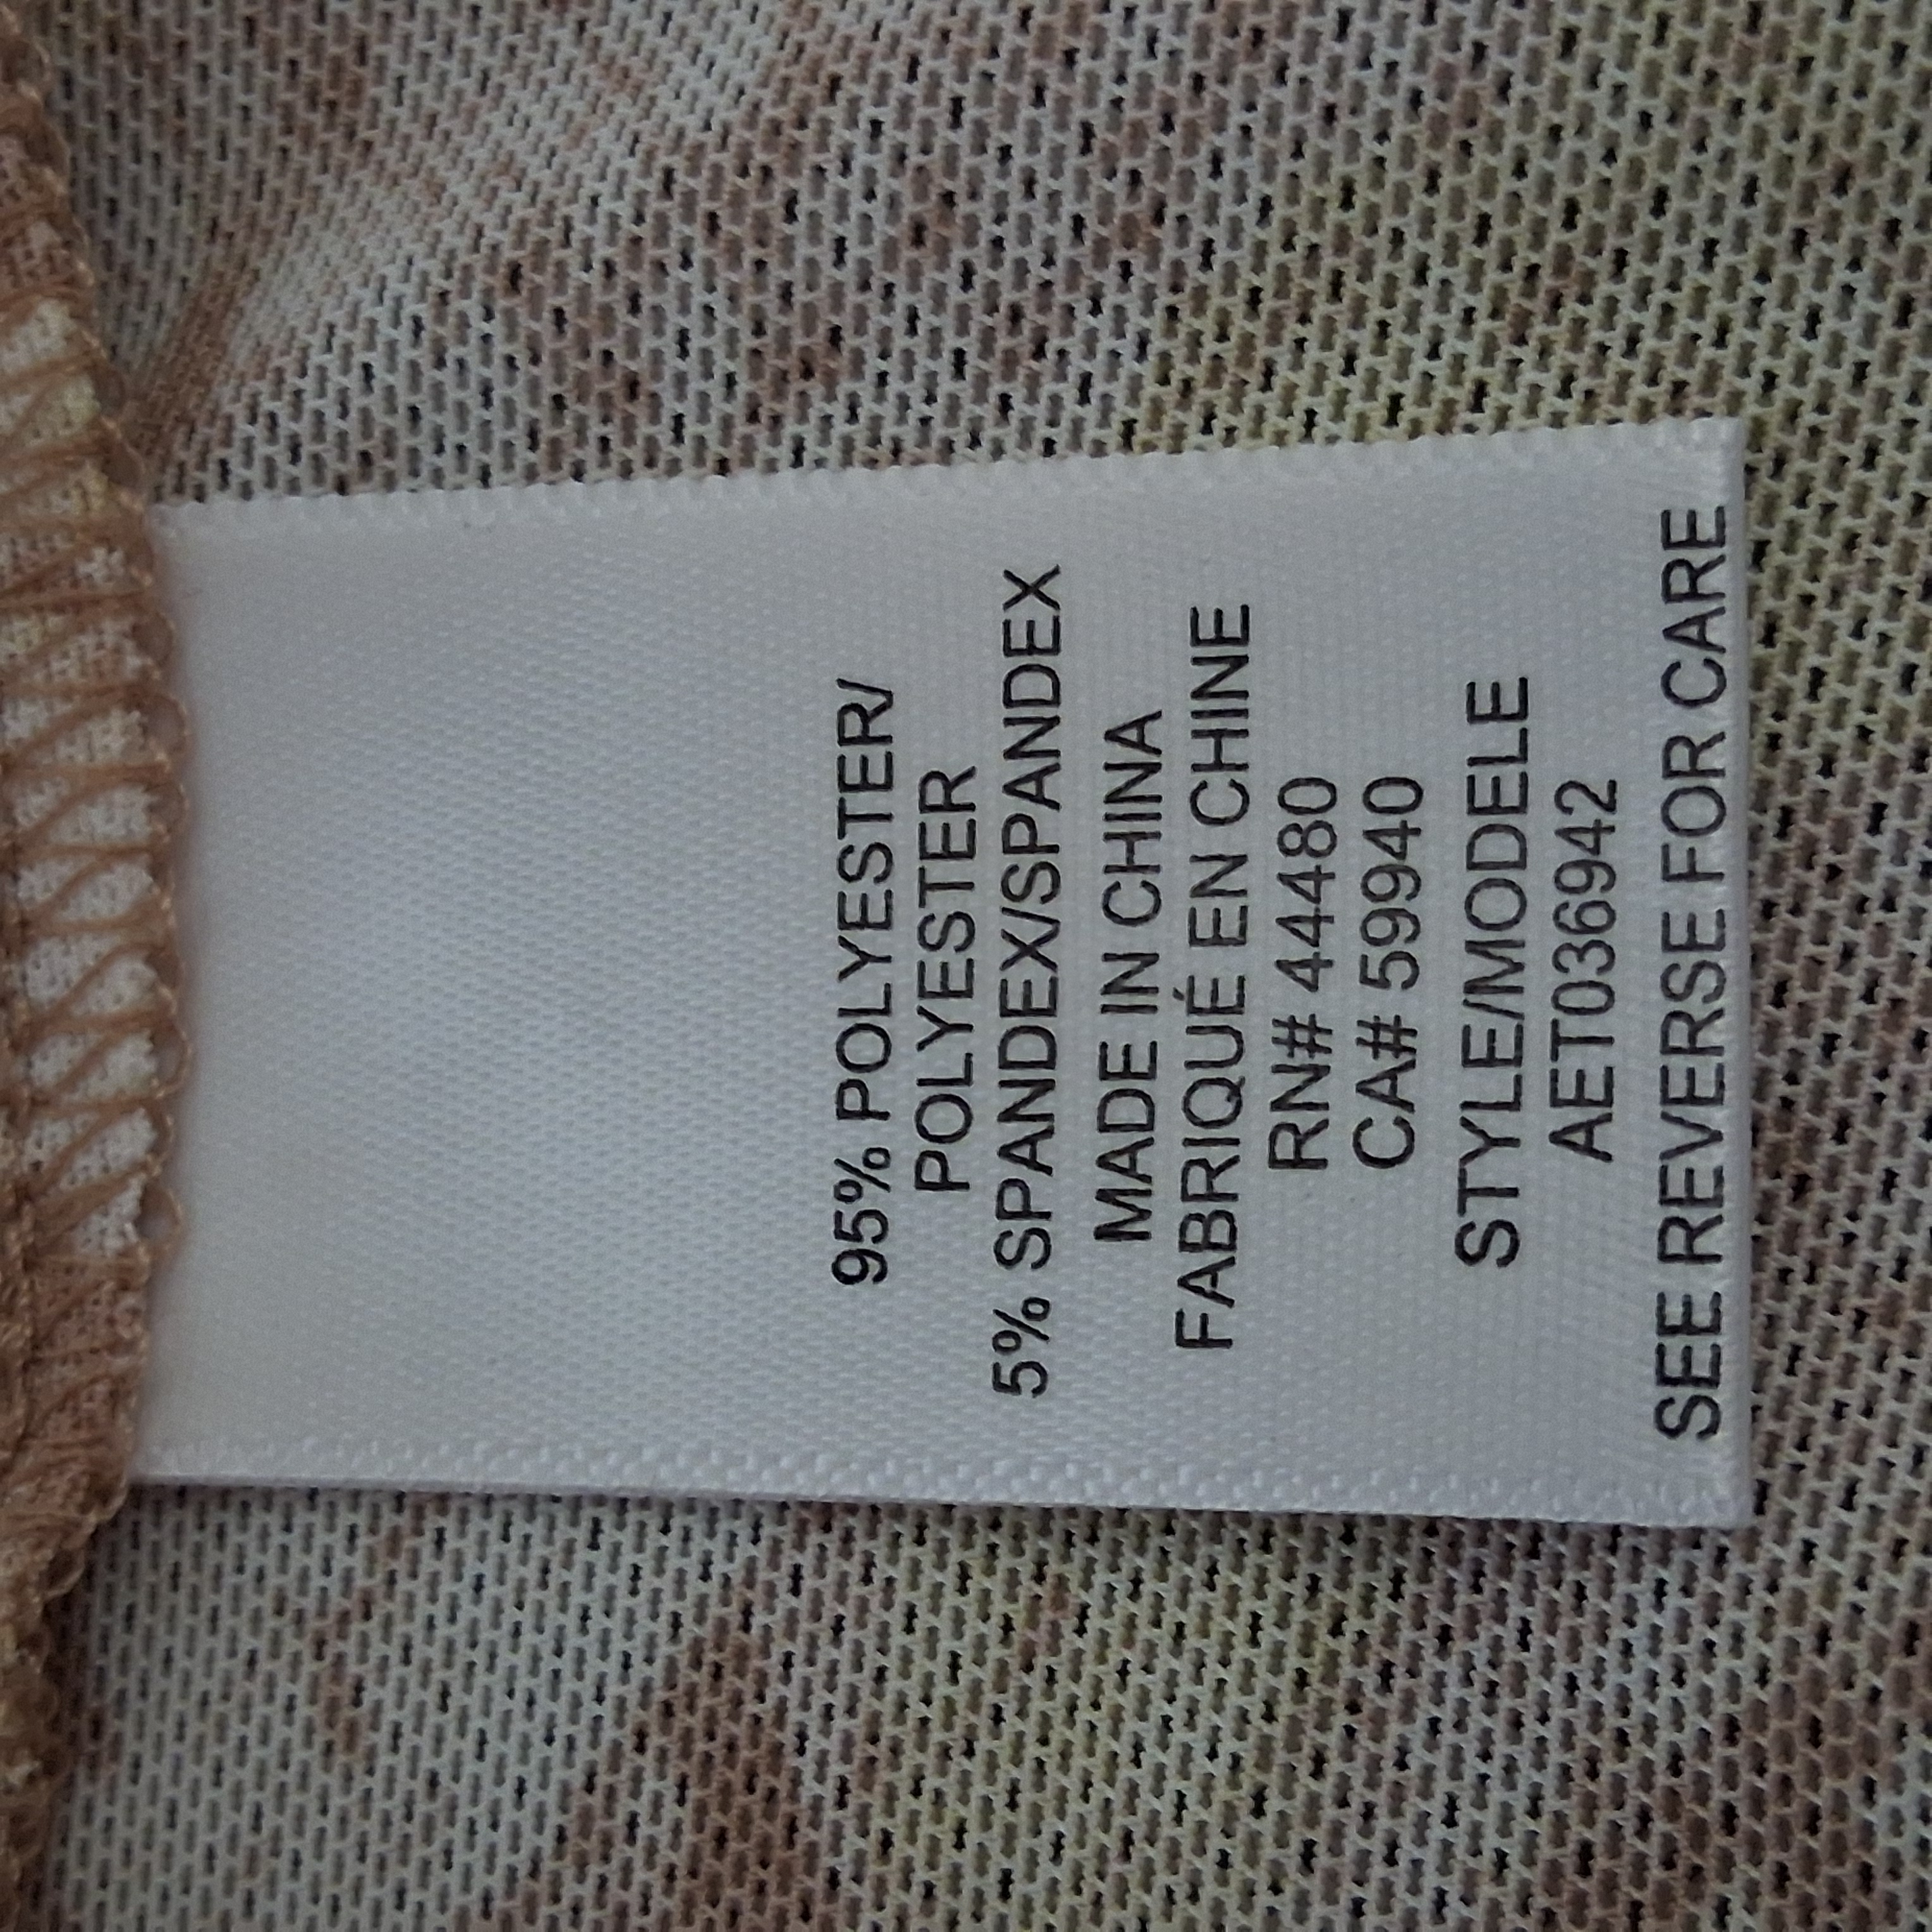 95% POLYESTER/
POLYESTER
5% SPANDEX/SPANDEX
MADE IN CHINA
FABRIQUÉ EN CHINE
RN# 44480
CA# 59940
STYLE/MODELE
AET036942
SEE REVERSE FOR CARE